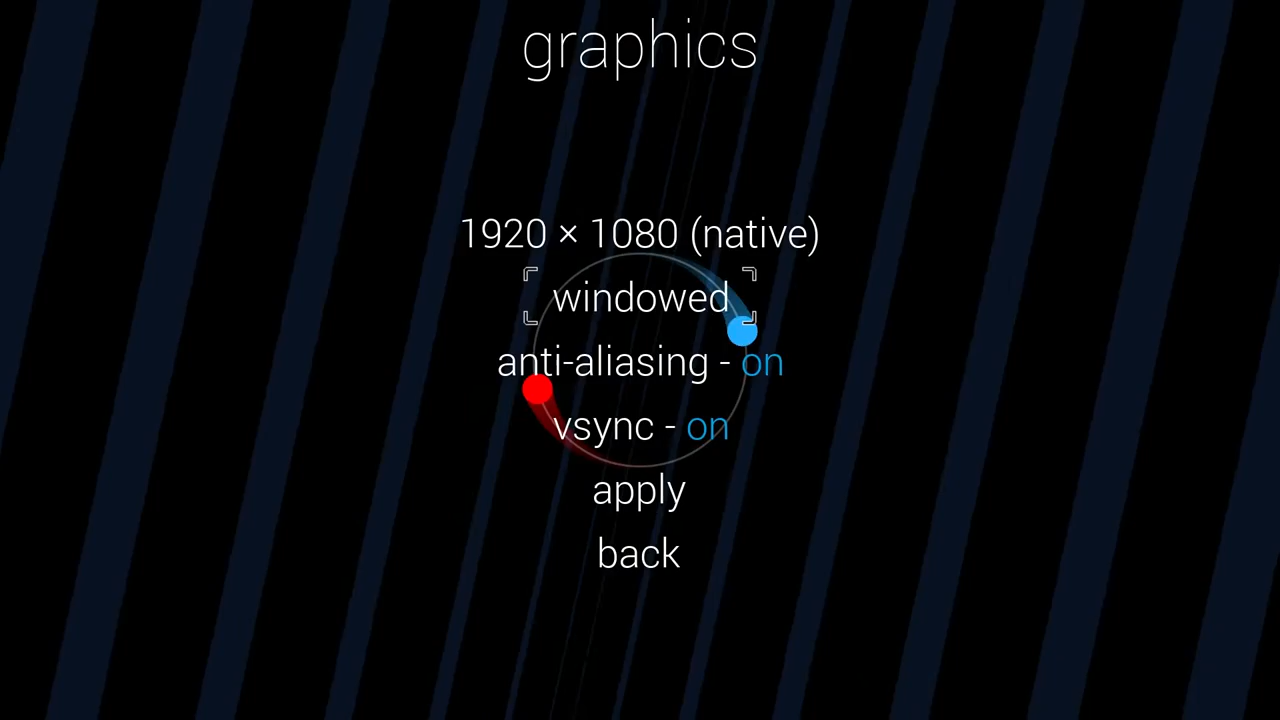 graphics
1920 × 1080 (native)
windowed
anti-aliasing - on
vsync - on
apply
back